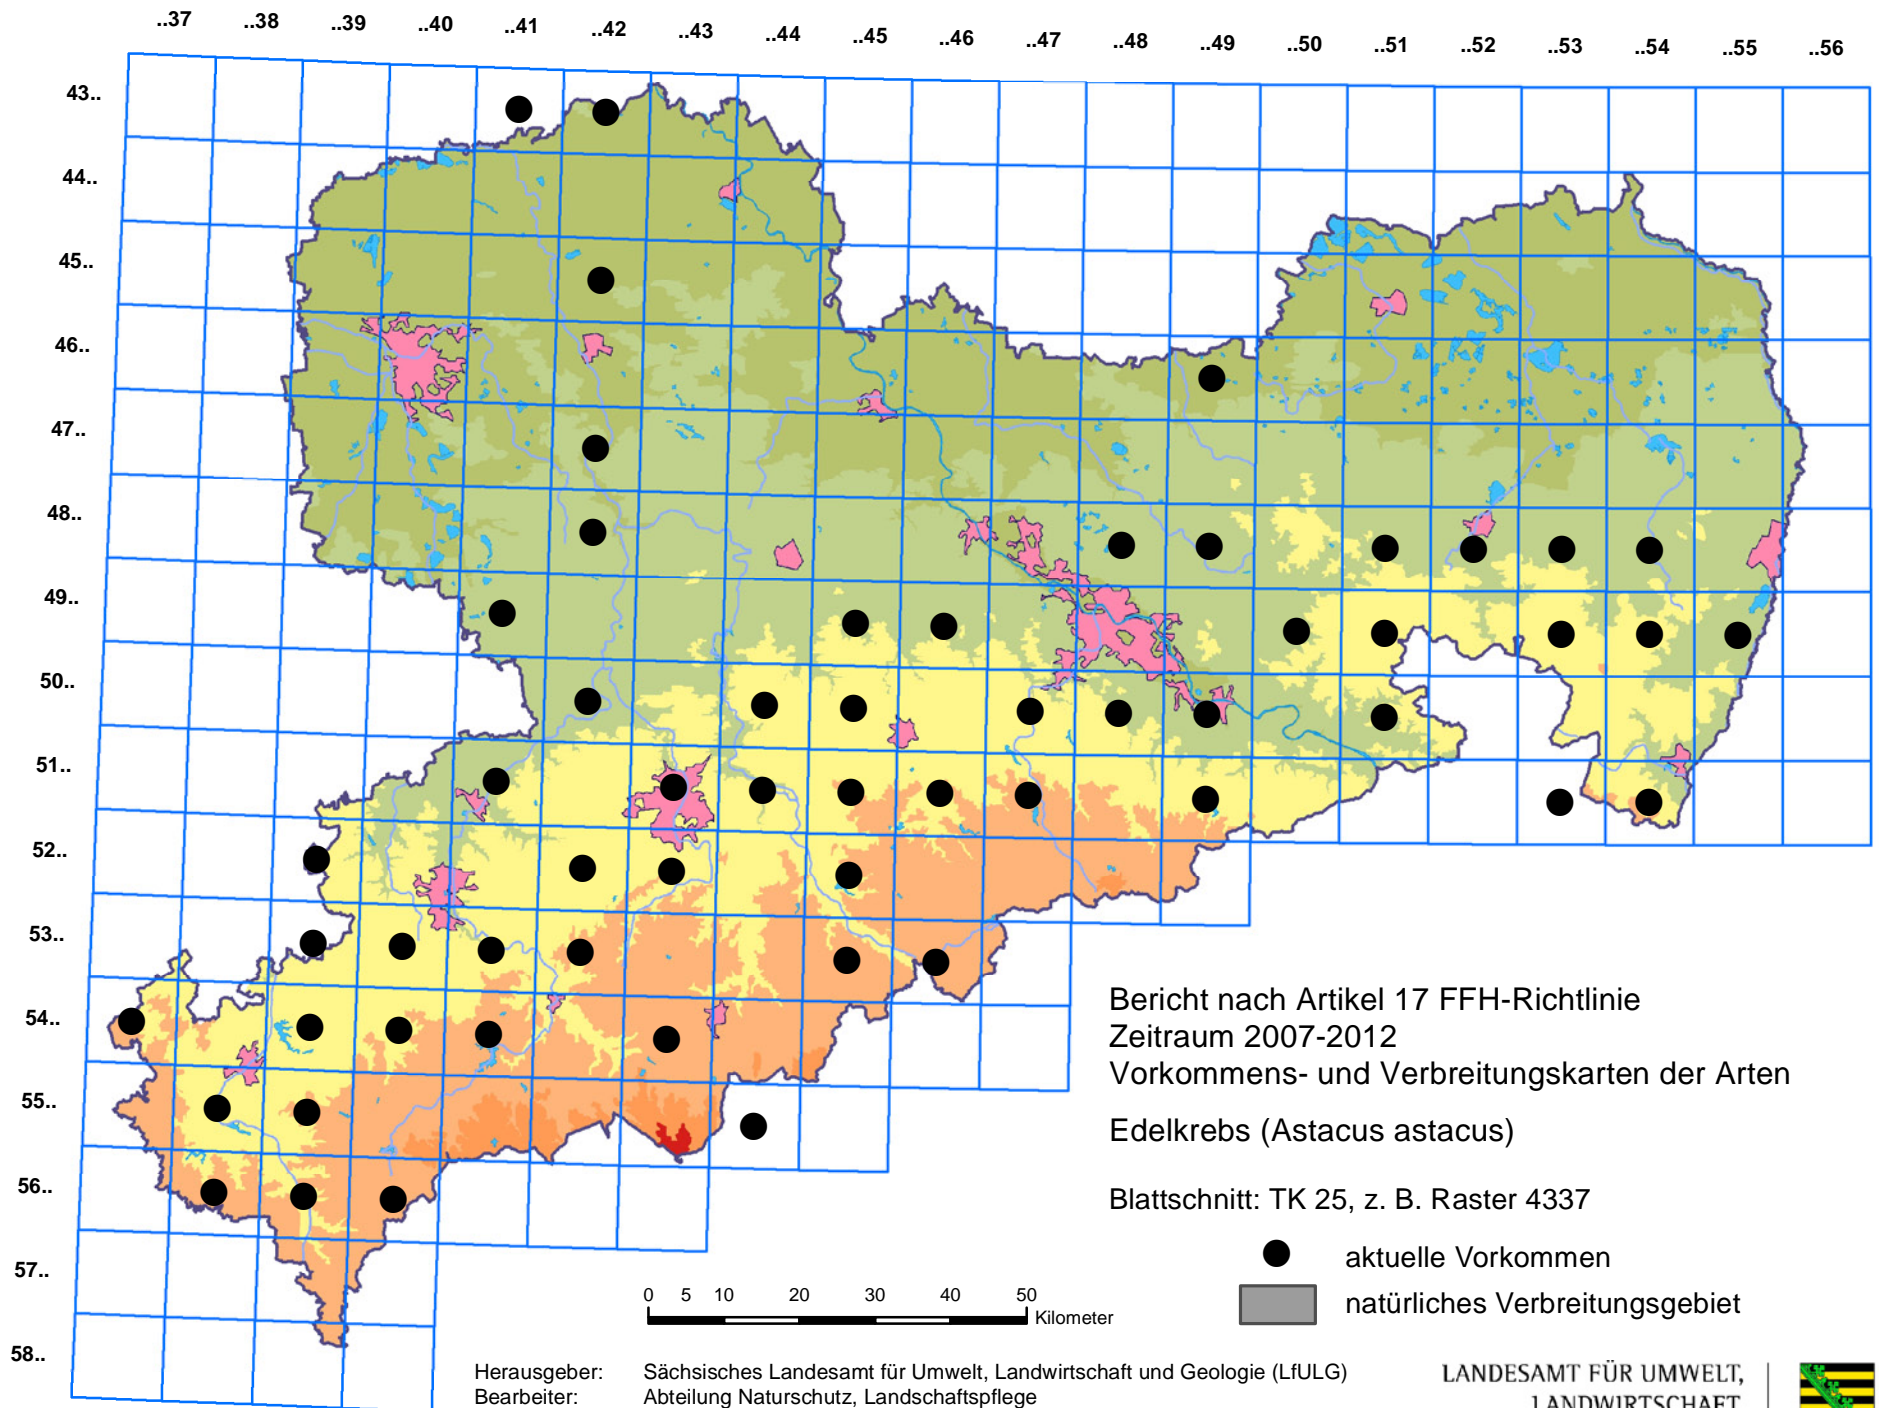 ..37 ..38 ..39 ..40 ..41 ..42 ..43 ..44 ..45 ..46 ..47 ..48 ..49 ..50 ..51 ..52 ..53 ..54 ..55 ..56
43..
44..
45..
46..
47..
48..
49..
50..
51..
52..
53..
54..
55..
56..
57..
58..
Bericht nach Artikel 17 FFH-Richtlinie
Zeitraum 2007-2012
Vorkommens- und Verbreitungskarten der Arten
Edelkrebs (Astacus astacus)
Blattschnitt: TK 25, z. B. Raster 4337
aktuelle Vorkommen
natürliches Verbreitungsgebiet
0 5 10 20 30 40 50
Kilometer
Herausgeber: Sächsisches Landesamt für Umwelt, Landwirtschaft und Geologie (LfULG)
Bearbeiter: Abteilung Naturschutz, Landschaftspflege
LANDESAMT FÜR UMWELT,
LANDWIRTSCHAFT